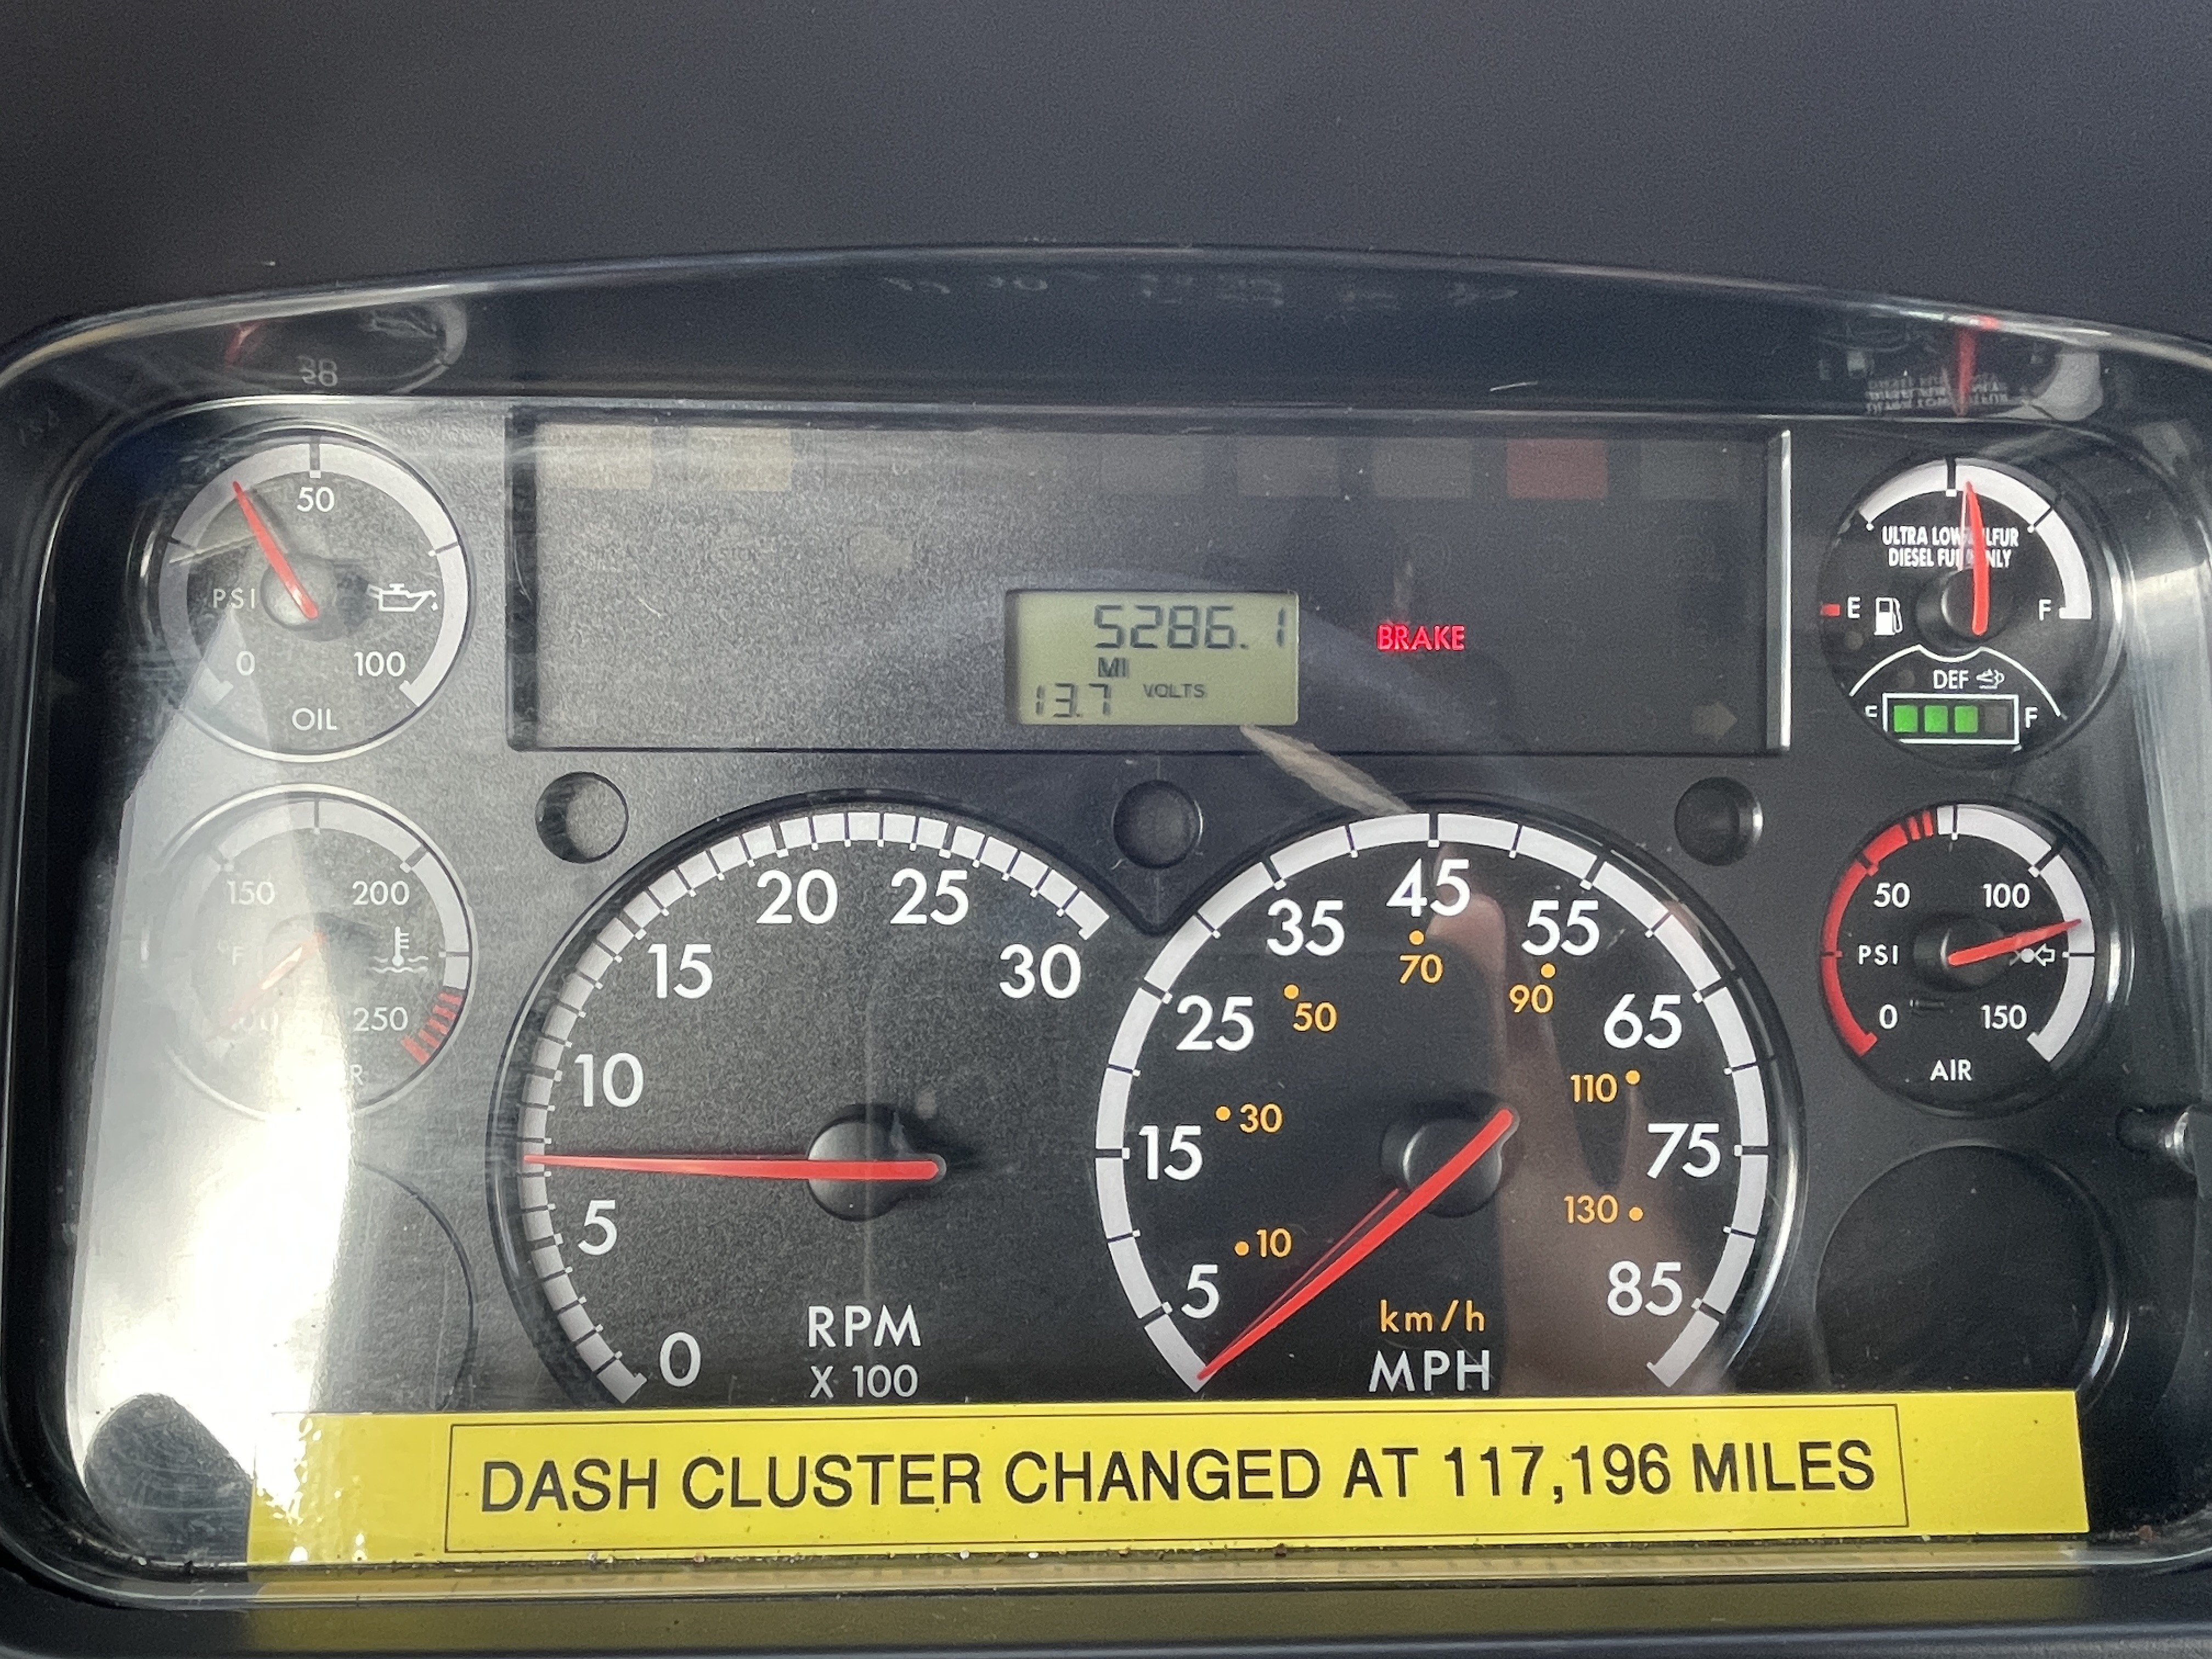 50
PSI
0
100
OIL
5286.1
MI
13.7 VOLTS
BRAKE
DIESEL
E
F
DEF
F
150
200
°F
250
R
0
5
10
15
20
25
30
RPM
X 100
5
15
25
35
45
55
65
75
85
10
30
50
70
90
110
130
km/h
MPH
50
100
PSI
0
150
AIR
DASH CLUSTER CHANGED AT 117,196 MILES